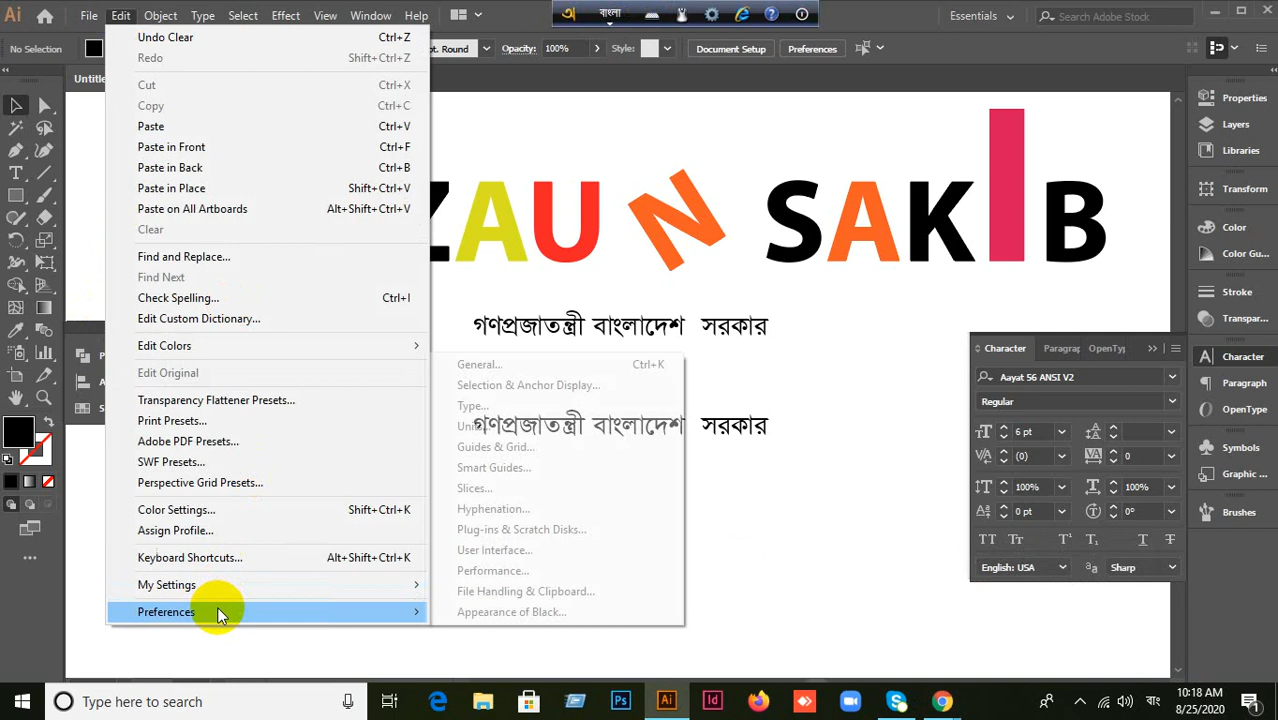 Ai File Edit Object Type Select Effect View Window Help অ বাংলা Essentials Search Adobe Stock
No Selection t. Round Opacity: 100% Style: Document Setup Preferences
Untitle
Undo Clear Ctrl+Z
Redo Shift+Ctrl+Z
Cut Ctrl+X
Copy Ctrl+C
Paste Ctrl+V
Paste in Front Ctrl+F
Paste in Back Ctrl+B
Paste in Place Shift+Ctrl+V
Paste on All Artboards Alt+Shift+Ctrl+V
Clear
Find and Replace...
Find Next
Check Spelling... Ctrl+I
Edit Custom Dictionary...
Edit Colors
Edit Original
Transparency Flattener Presets...
Print Presets...
Adobe PDF Presets...
SWF Presets...
Perspective Grid Presets...
Color Settings... Shift+Ctrl+K
Assign Profile...
Keyboard Shortcuts... Alt+Shift+Ctrl+K
My Settings
Preferences
General... Ctrl+K
Selection & Anchor Display...
Type...
Units...
Guides & Grid...
Smart Guides...
Slices...
Hyphenation...
Plug-ins & Scratch Disks...
User Interface...
Performance...
File Handling & Clipboard...
Appearance of Black...
ZAUN SAKIB
গণপ্রজাতন্ত্রী বাংলাদেশ সরকার
গণপ্রজাতন্ত্রী বাংলাদেশ সরকার
Character Paragr OpenTy
Aayat 56 ANSI V2
Regular
6 pt
(0) 0
100% 100%
0 pt 0°
English: USA Sharp
Properties
Layers
Libraries
Transform
Color
Color Gu...
Stroke
Transpar...
Character
Paragraph
OpenType
Symbols
Graphic ...
Brushes
Type here to search Ps Ai Id বাং 10:18 AM
8/25/2020